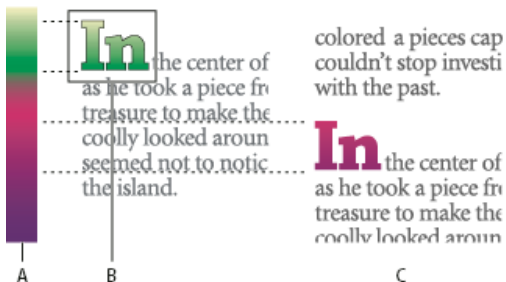 In the center of
as he took a piece fr
treasure to make the
coolly looked aroun
seemed not to notic
the island.
colored a pieces cap
couldn't stop investi
with the past.
In the center of
as he took a piece fr
treasure to make the
coolly looked aroun
A
B
C